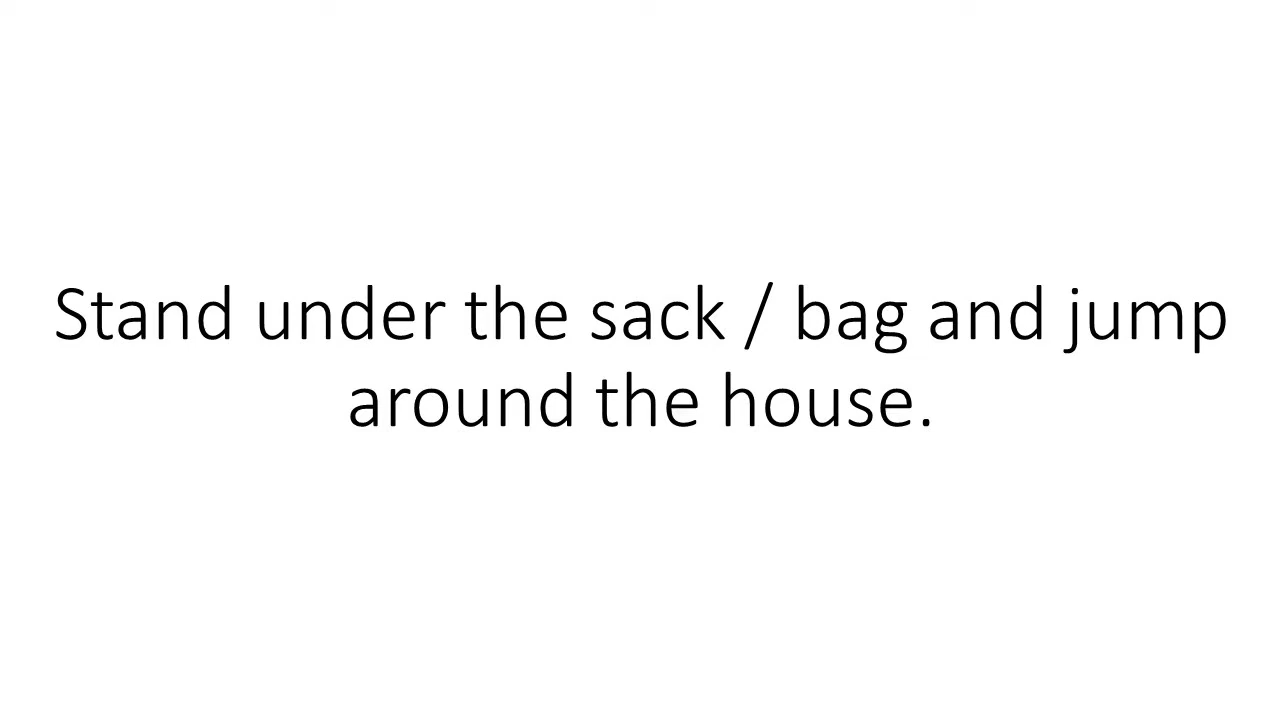 Stand under the sack / bag and jump
around the house.